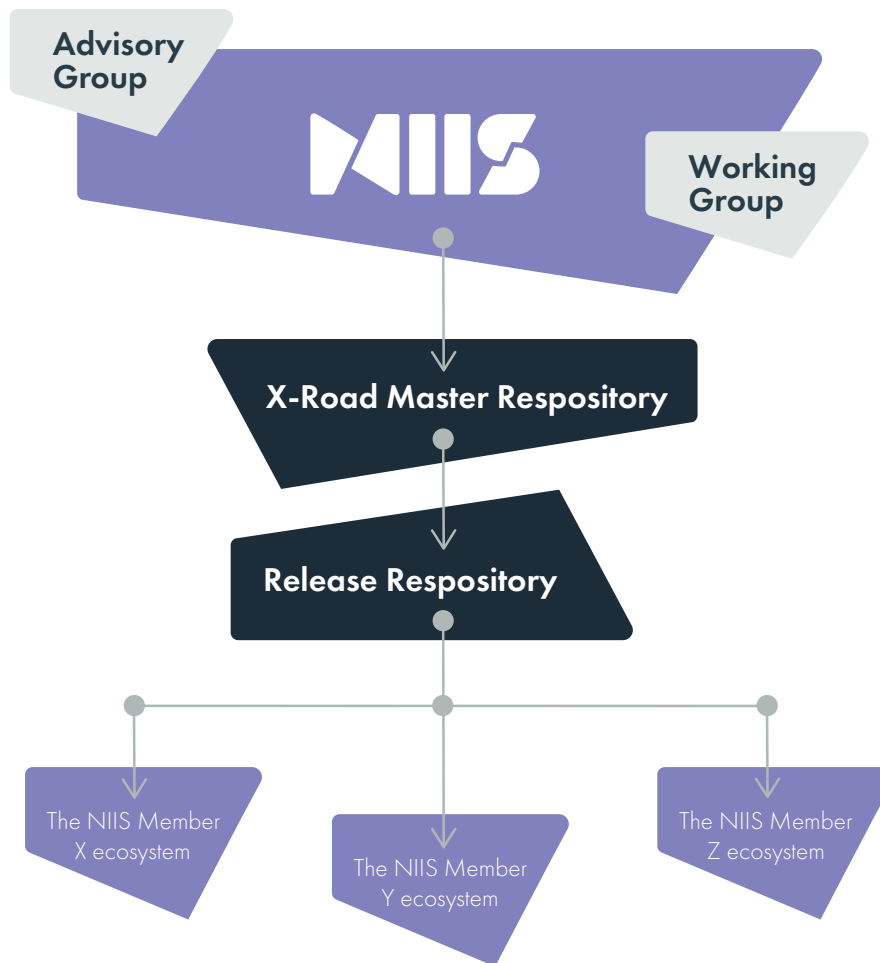 Advisory
Group
NIIS
Working
Group
X-Road Master Respository
Release Respository
The NIIS Member
X ecosystem
The NIIS Member
Y ecosystem
The NIIS Member
Z ecosystem